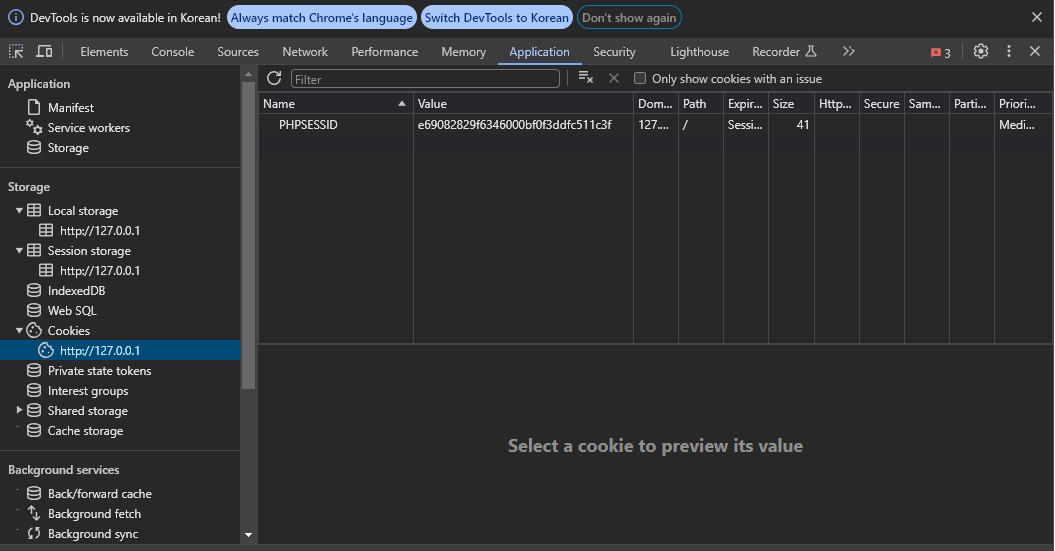 DevTools is now available in Korean! Always match Chrome's language Switch DevTools to Korean Don't show again
Elements Console Sources Network Performance Memory Application Security Lighthouse Recorder 3
Application
Manifest
Service workers
Storage
Storage
Local storage
http://127.0.0.1
Session storage
http://127.0.0.1
IndexedDB
Web SQL
Cookies
http://127.0.0.1
Private state tokens
Interest groups
Shared storage
Cache storage
Background services
Back/forward cache
Background fetch
Background sync
Filter Only show cookies with an issue
Name Value Dom... Path Expir... Size Http... Secure Sam... Parti... Priori...
PHPSESSID e69082829f6346000bf0f3ddfc511c3f 127.... / Sessi... 41 Medi...
Select a cookie to preview its value